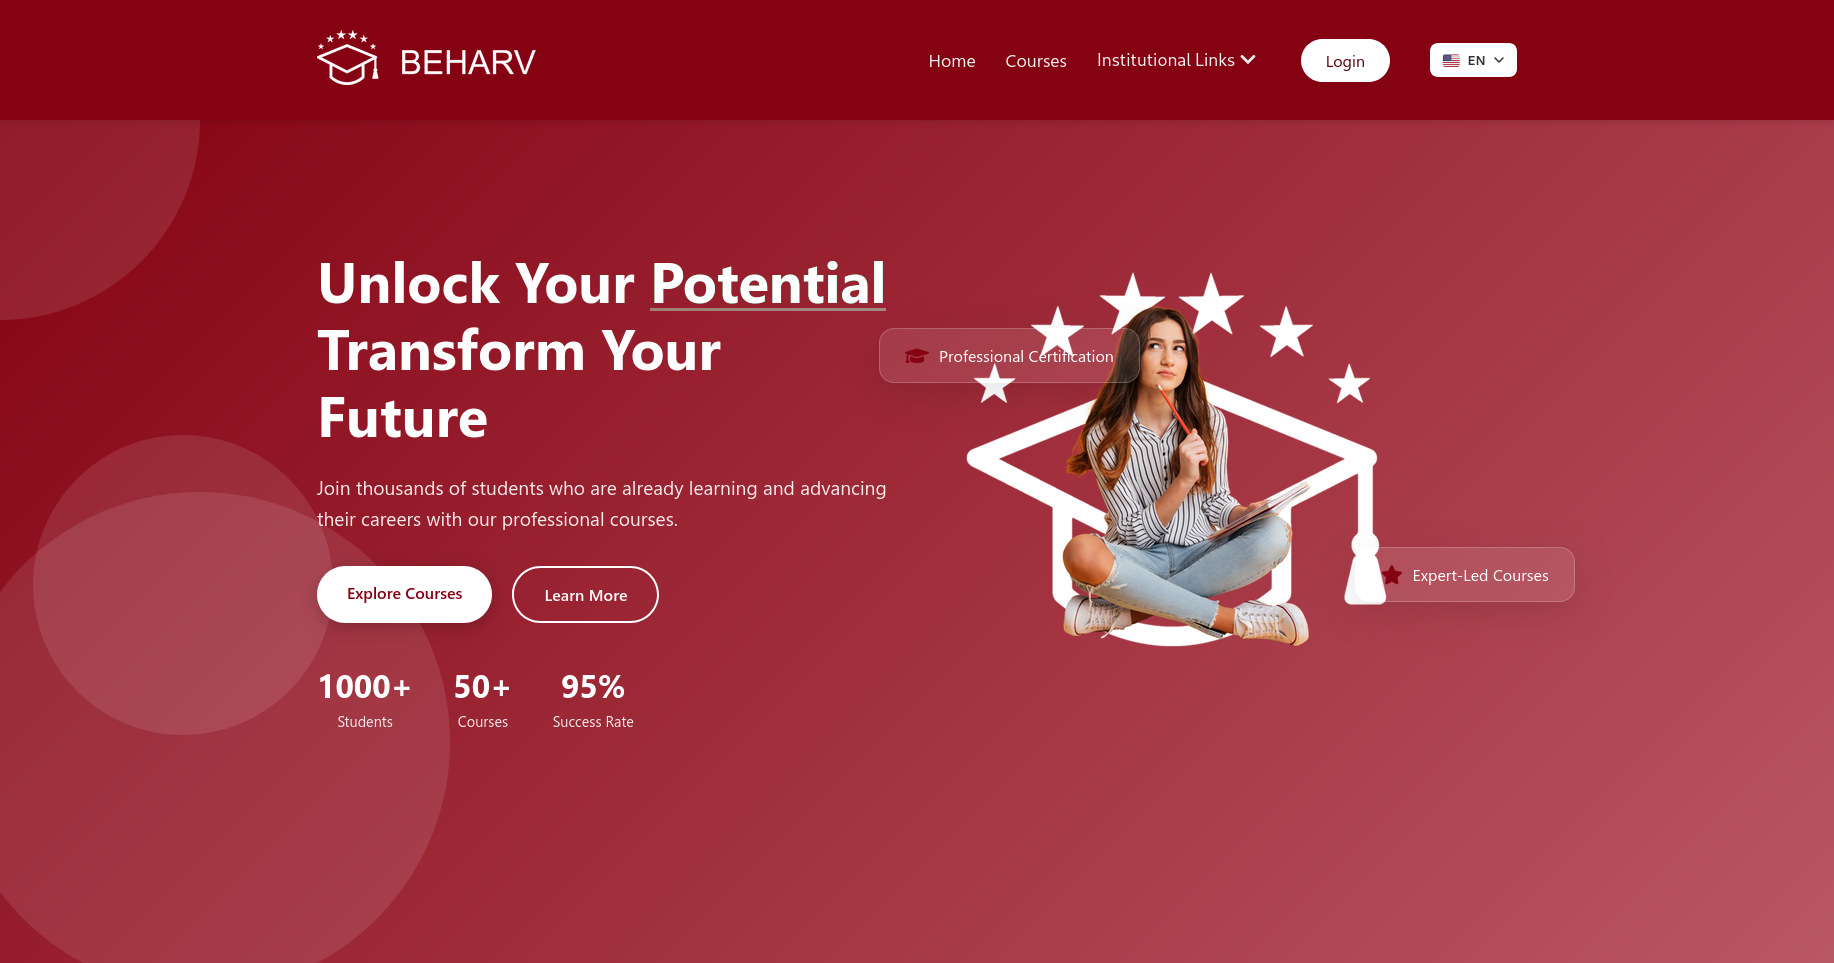 BEHARV
Home
Courses
Institutional Links
Login
EN
Unlock Your Potential
Transform Your
Future
Professional Certification
Join thousands of students who are already learning and advancing
their careers with our professional courses.
Expert-Led Courses
Explore Courses
Learn More
1000+
Students
50+
Courses
95%
Success Rate